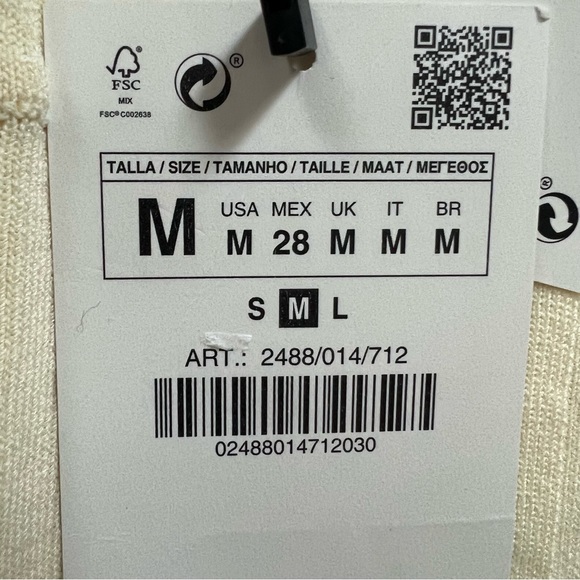 FSC
MIX
FSC® C002638
®
®
TALLA / SIZE / TAMANHO / TAILLE / MAAT / ΜΕΓΕΘΟΣ
M
USA MEX UK IT BR
M 28 M M M
S M L
ART.: 2488/014/712
02488014712030